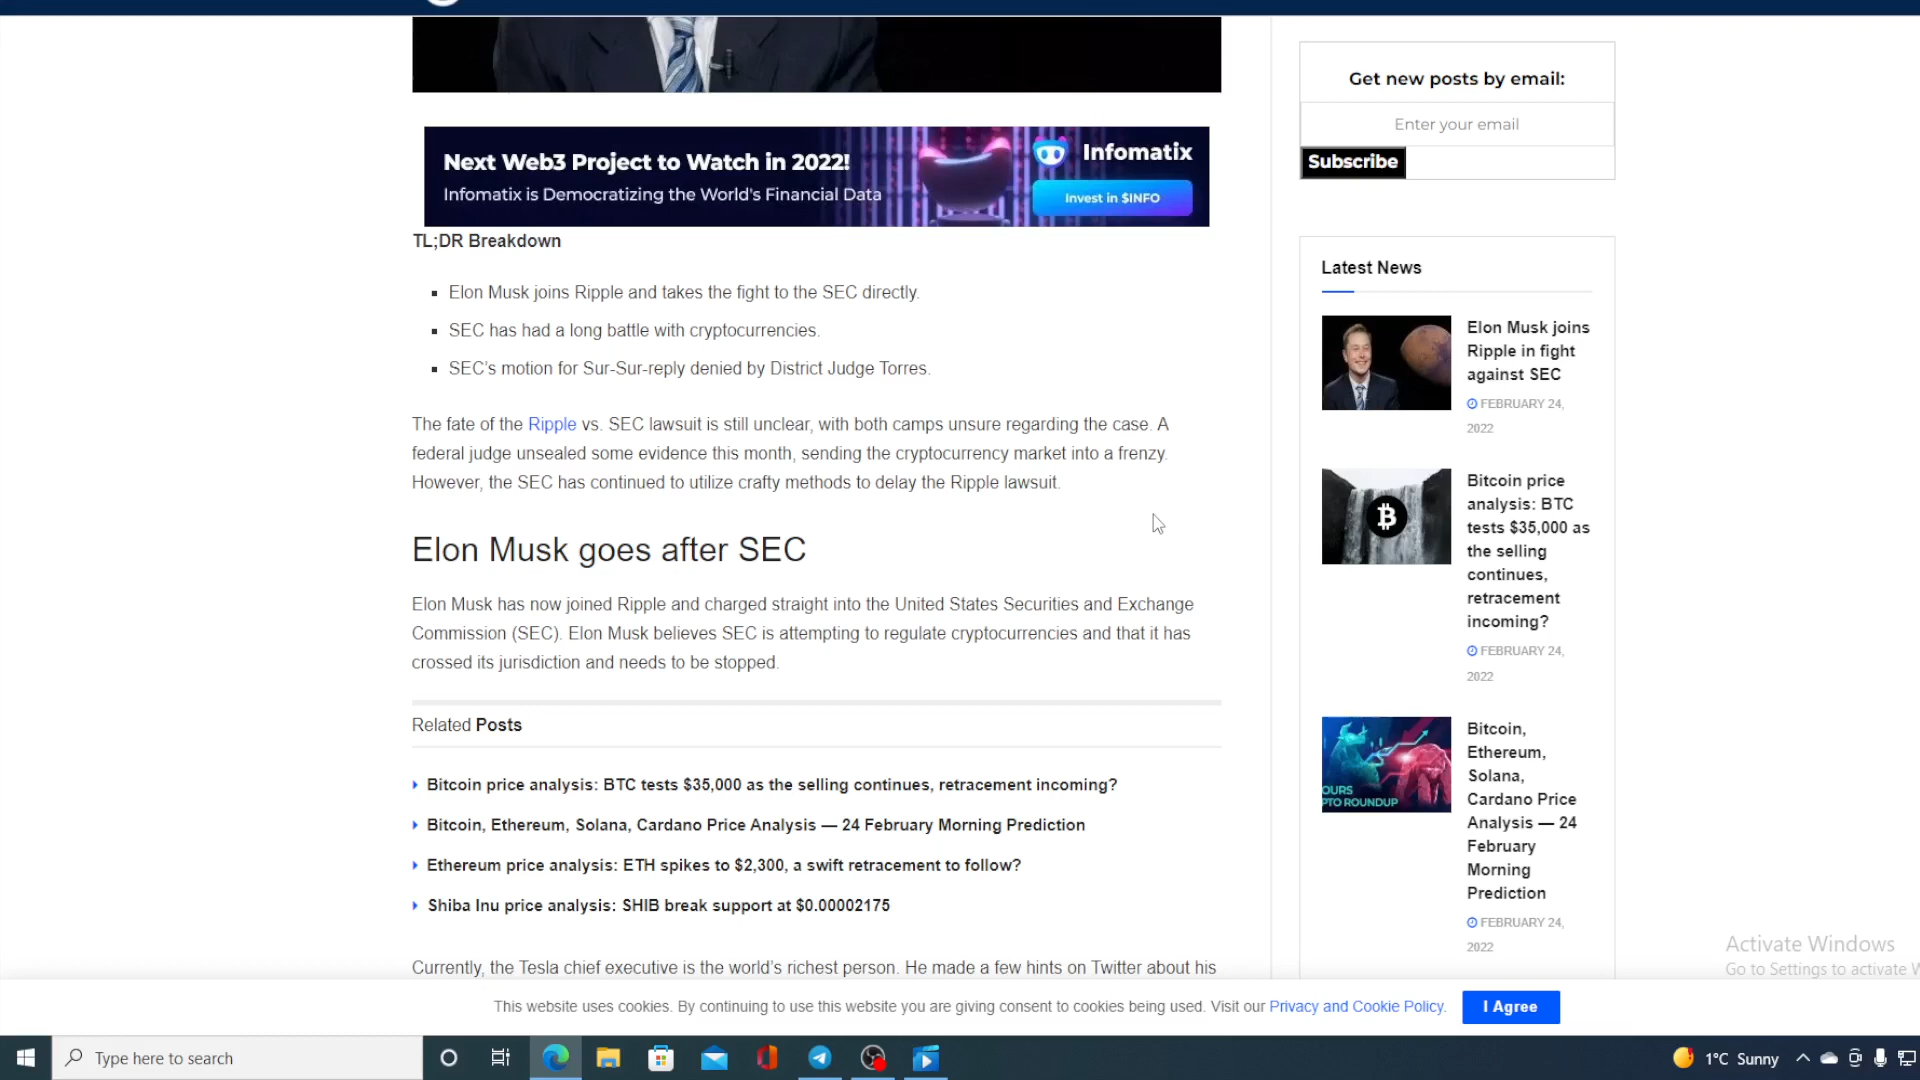 Next Web3 Project to Watch in 2022!
Infomatix is Democratizing the World's Financial Data
Infomatix
Invest in $INFO
TL;DR Breakdown
Elon Musk joins Ripple and takes the fight to the SEC directly.
SEC has had a long battle with cryptocurrencies.
SEC's motion for Sur-Sur-reply denied by District Judge Torres.
The fate of the Ripple vs. SEC lawsuit is still unclear, with both camps unsure regarding the case. A
federal judge unsealed some evidence this month, sending the cryptocurrency market into a frenzy.
However, the SEC has continued to utilize crafty methods to delay the Ripple lawsuit.
Elon Musk goes after SEC
Elon Musk has now joined Ripple and charged straight into the United States Securities and Exchange
Commission (SEC). Elon Musk believes SEC is attempting to regulate cryptocurrencies and that it has
crossed its jurisdiction and needs to be stopped.
Related Posts
Bitcoin price analysis: BTC tests $35,000 as the selling continues, retracement incoming?
Bitcoin, Ethereum, Solana, Cardano Price Analysis — 24 February Morning Prediction
Ethereum price analysis: ETH spikes to $2,300, a swift retracement to follow?
Shiba Inu price analysis: SHIB break support at $0.00002175
Currently, the Tesla chief executive is the world's richest person. He made a few hints on Twitter about his
Get new posts by email:
Enter your email
Subscribe
Latest News
Elon Musk joins
Ripple in fight
against SEC
FEBRUARY 24,
2022
Bitcoin price
analysis: BTC
tests $35,000 as
the selling
continues,
retracement
incoming?
FEBRUARY 24,
2022
OURS
PTO ROUNDUP
Bitcoin,
Ethereum,
Solana,
Cardano Price
Analysis — 24
February
Morning
Prediction
FEBRUARY 24,
2022
Activate Windows
Go to Settings to activate W
This website uses cookies. By continuing to use this website you are giving consent to cookies being used. Visit our Privacy and Cookie Policy.
I Agree
Type here to search
1°C Sunny